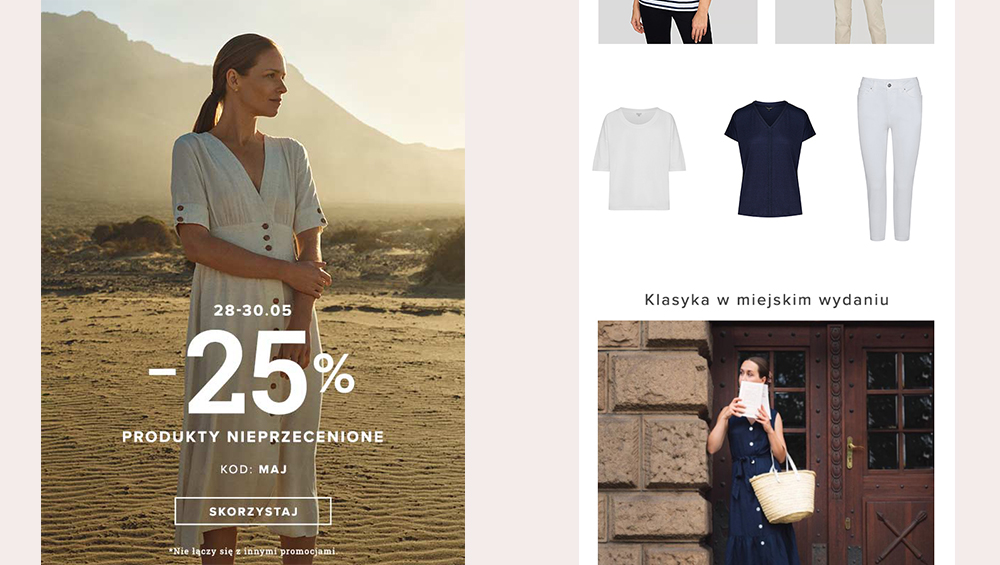 28-30.05
-25%
PRODUKTY NIEPRZECENIONE
KOD: MAJ
SKORZYSTAJ
*Nie łączy się z innymi promocjami.
Klasyka w miejskim wydaniu